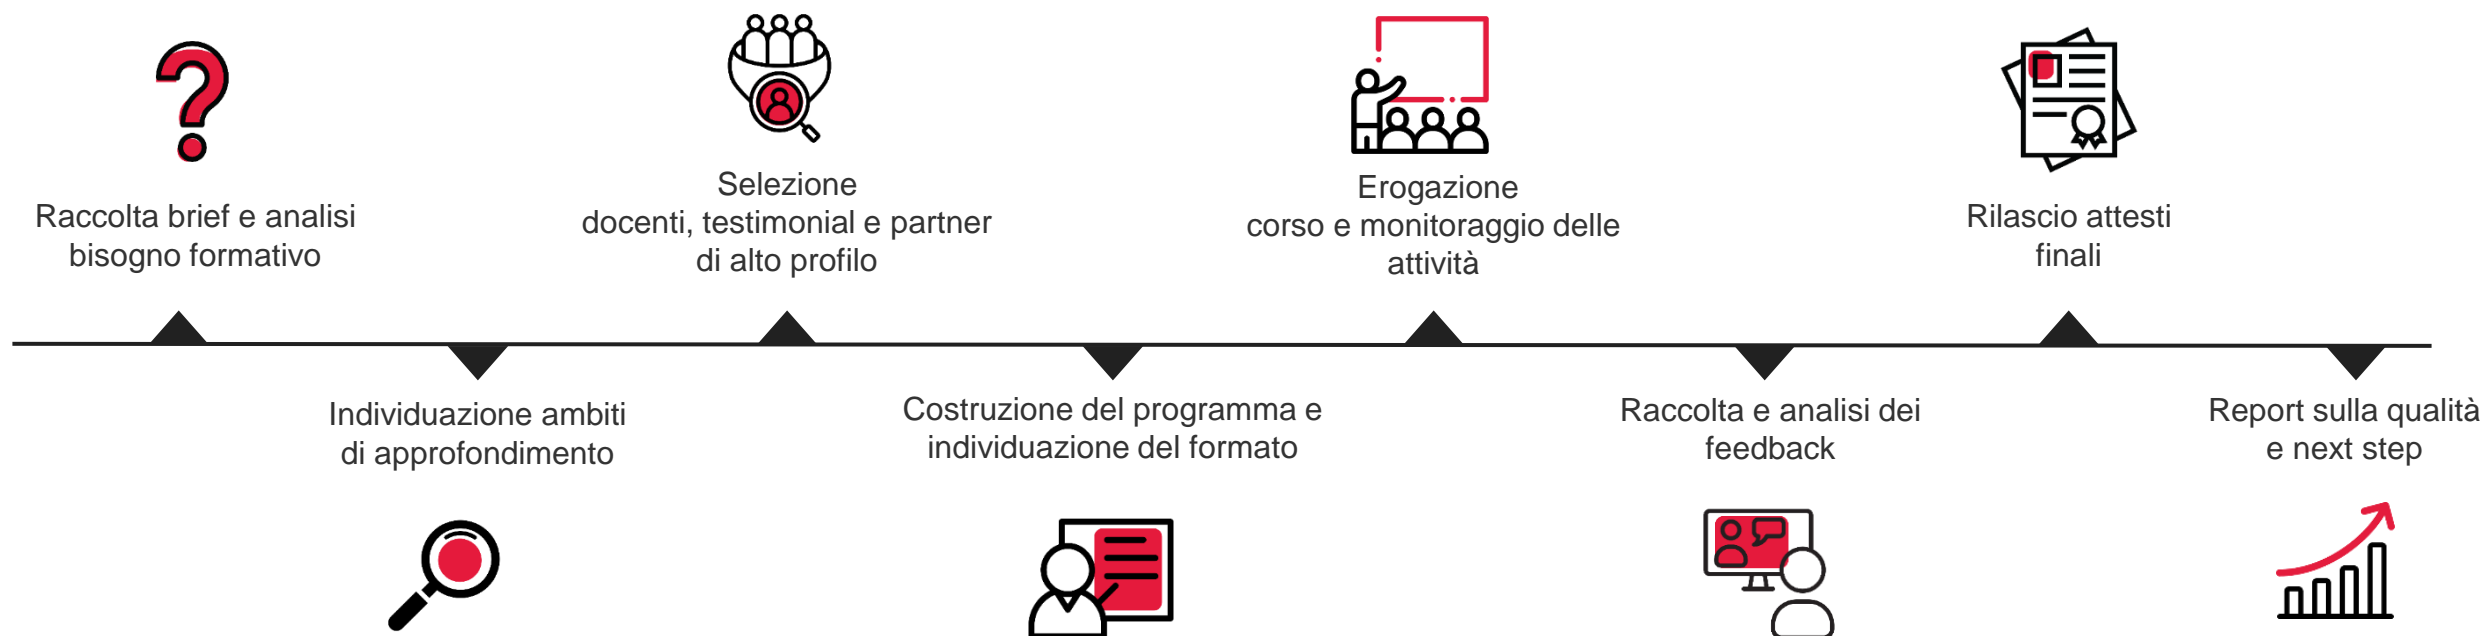 Raccolta brief e analisi
bisogno formativo
Individuazione ambiti
di approfondimento
Selezione
docenti, testimonial e partner
di alto profilo
Costruzione del programma e
individuazione del formato
Erogazione
corso e monitoraggio delle
attività
Raccolta e analisi dei
feedback
Rilascio attesti
finali
Report sulla qualità
e next step